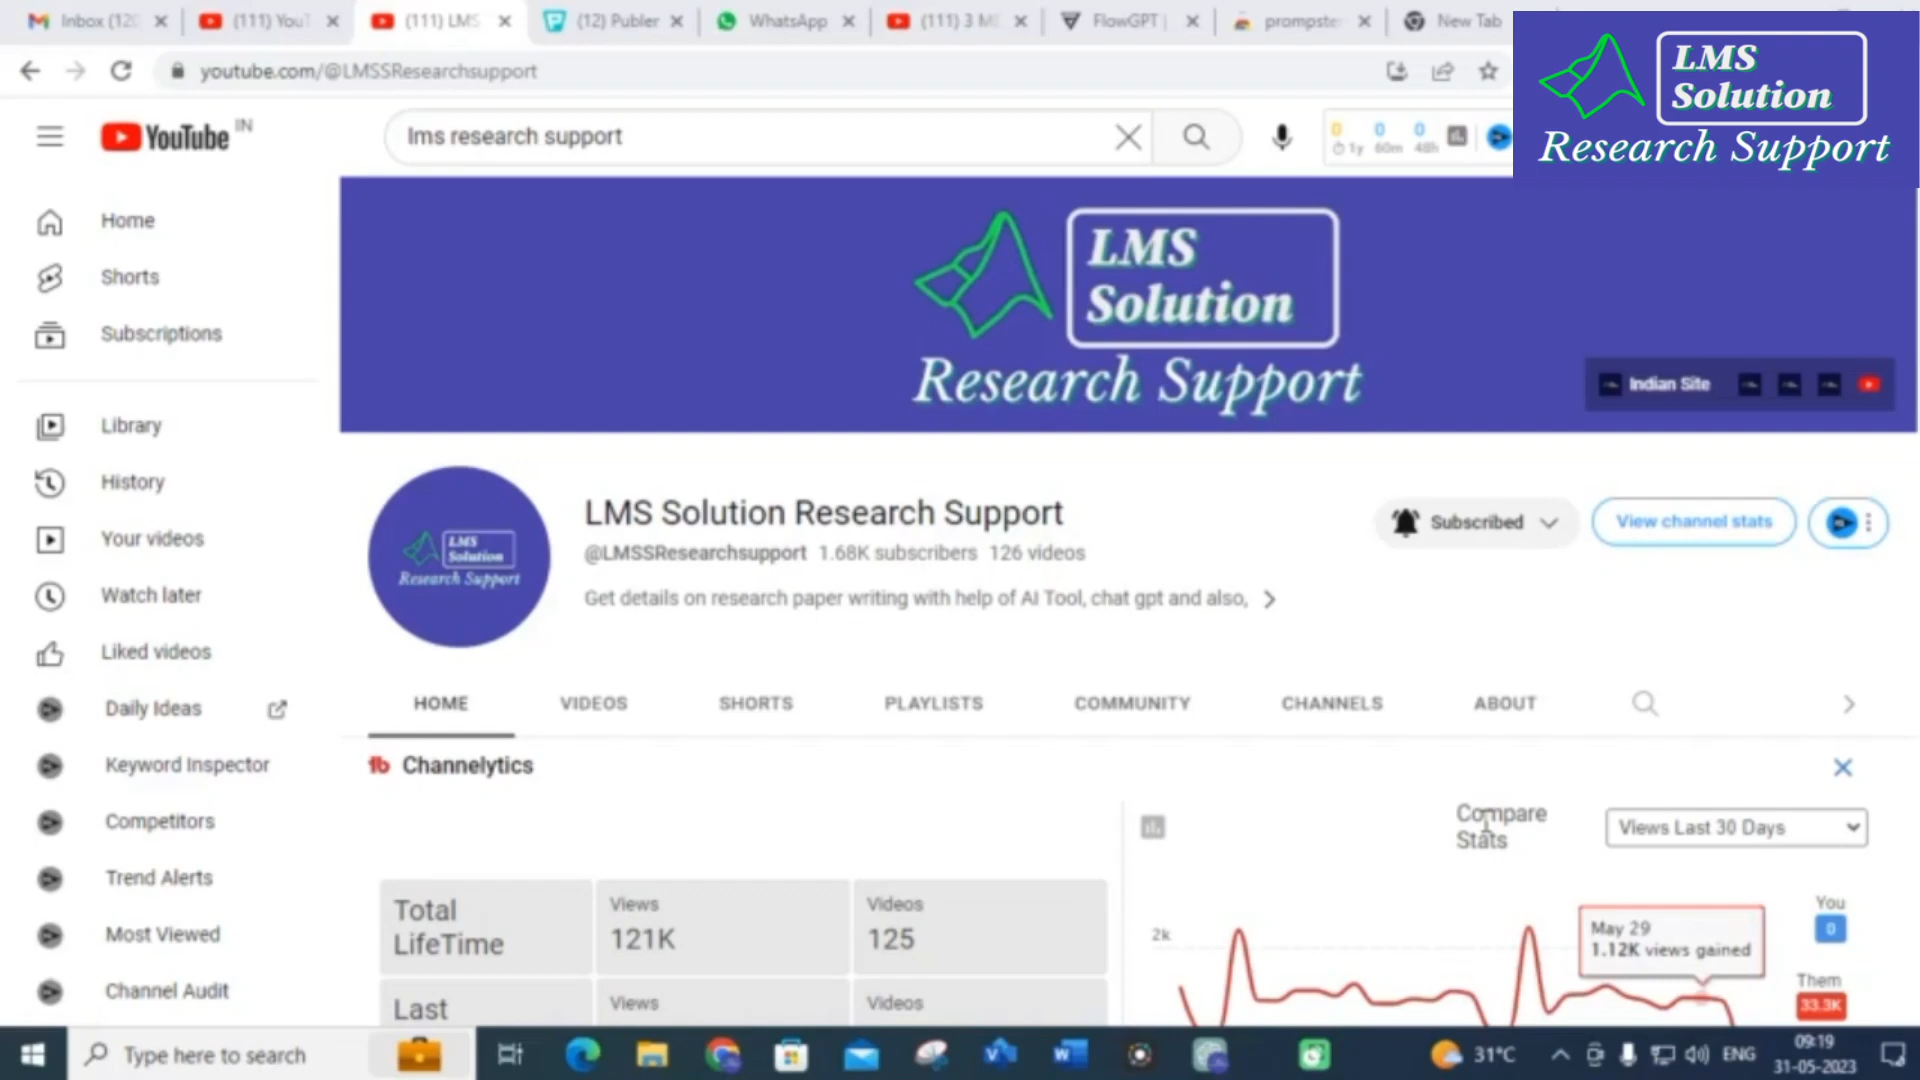 Inbox (12
(111) YouT
(111) LMS
(12) Publer
WhatsApp
(111) 3 M
FlowGPT |
prompste
New Tab
youtube.com/@LMSSResearchsupport
LMS
Solution
Research Support
YouTube IN
lms research support
0 0 0
1y 60m 48h
Home
Shorts
Subscriptions
Library
History
Your videos
Watch later
Liked videos
Daily Ideas
Keyword Inspector
Competitors
Trend Alerts
Most Viewed
Channel Audit
LMS
Solution
Research Support
Indian Site
LMS
Solution
Research Support
LMS Solution Research Support
@LMSSResearchsupport 1.68K subscribers 126 videos
Get details on research paper writing with help of AI Tool, chat gpt and also,
Subscribed
View channel stats
HOME VIDEOS SHORTS PLAYLISTS COMMUNITY CHANNELS ABOUT
Channelytics
Compare
Stats
Views Last 30 Days
Total
LifeTime
Views
121K
Videos
125
Last
Views
Videos
2k
May 29
1.12K views gained
You
0
Them
33.3K
Type here to search
31°C
ENG
09:19
31-05-2023